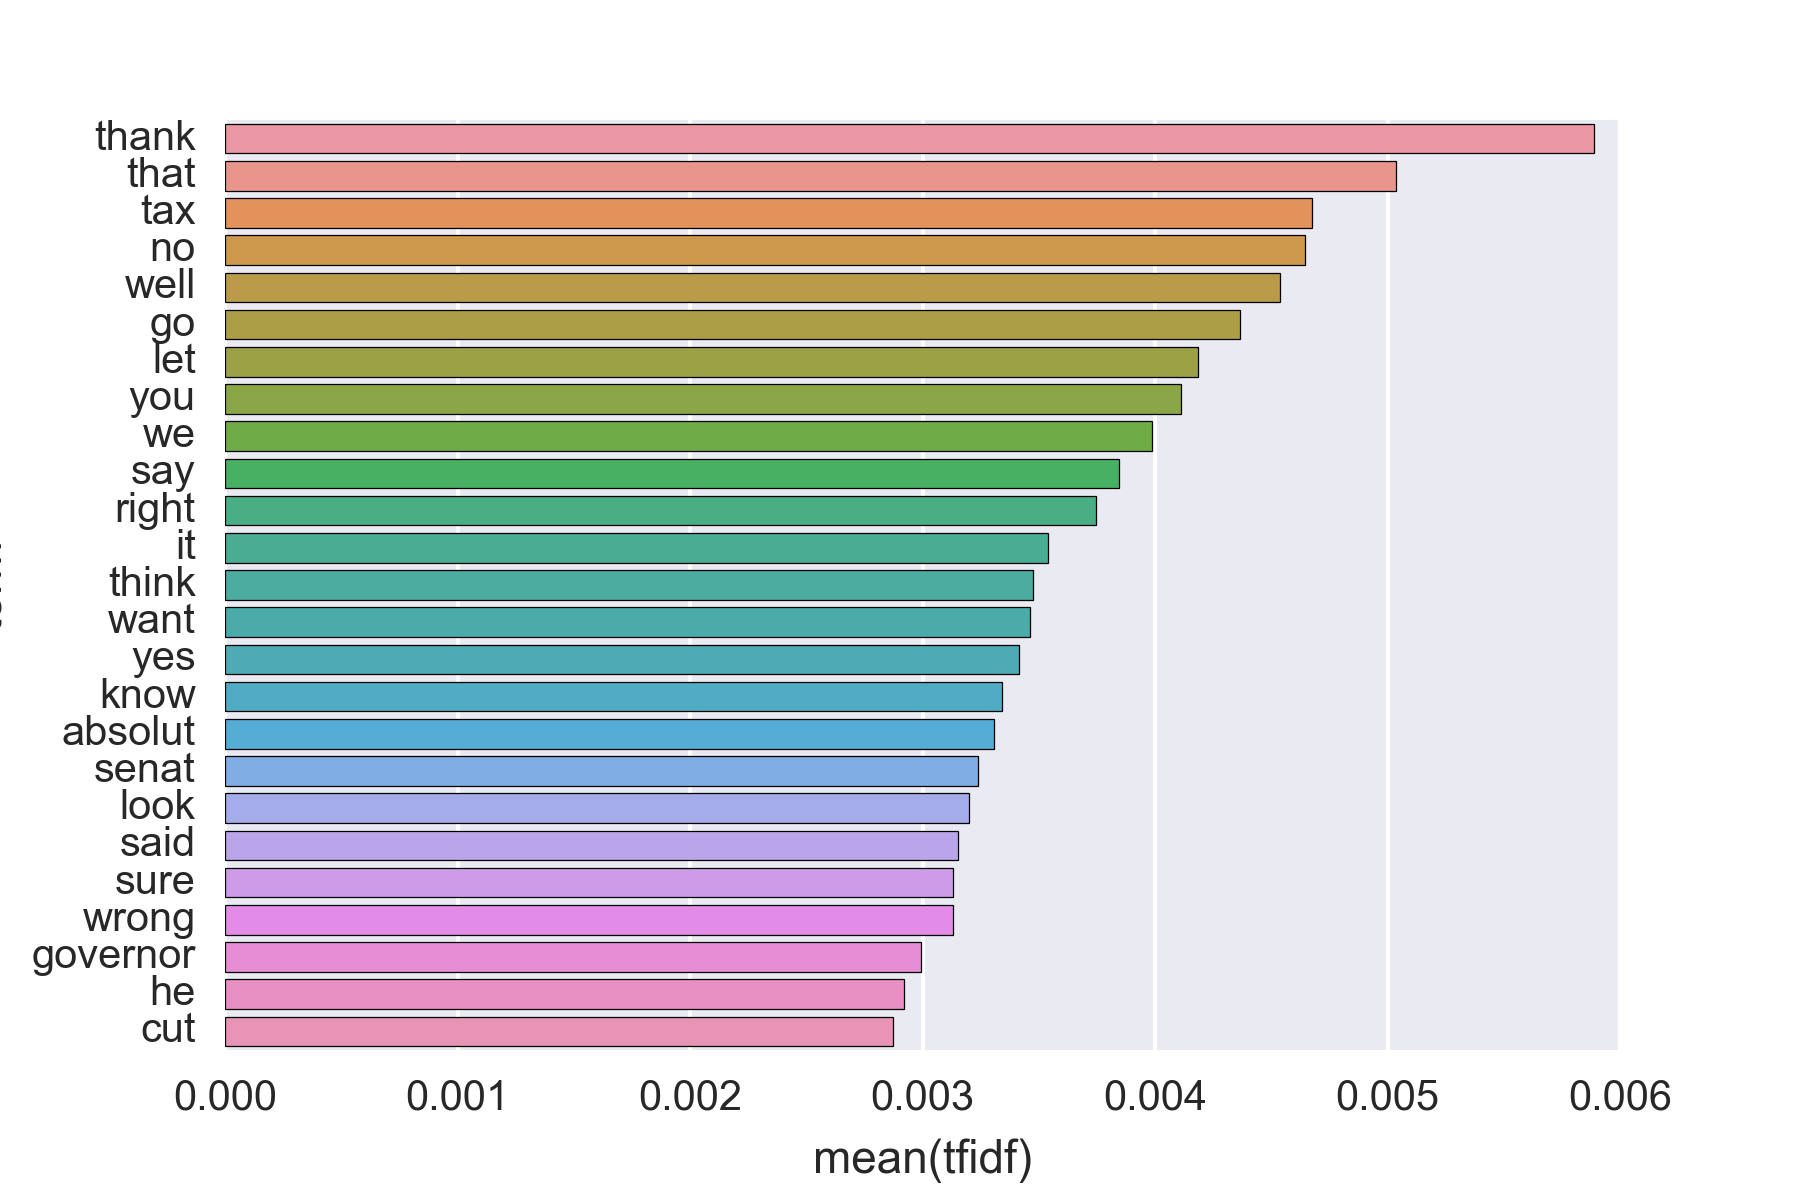 thank
that
tax
no
well
go
let
you
we
say
right
it
think
want
yes
know
absolut
senat
look
said
sure
wrong
governor
he
cut
0.000 0.001 0.002 0.003 0.004 0.005 0.006
mean(tfidf)